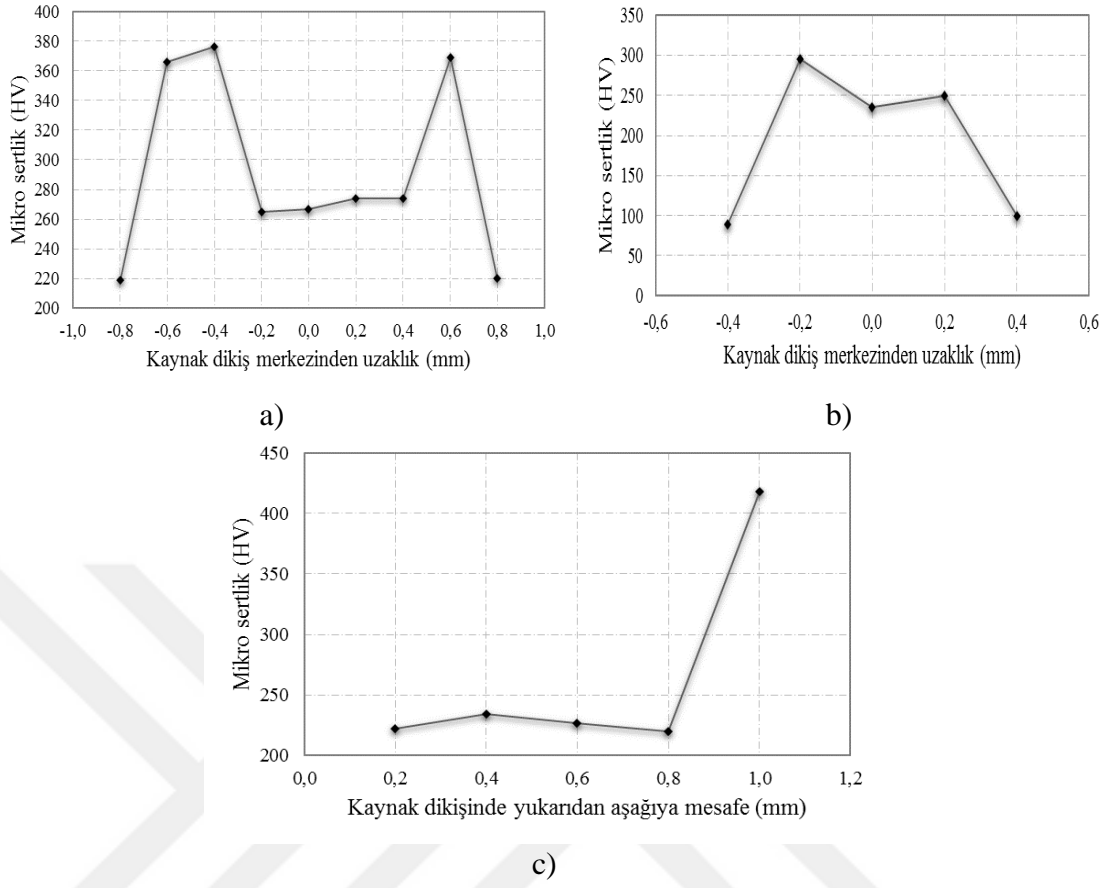 400
380
360
340
320
300
280
260
240
220
200
Mikro sertlik (HV)
-1,0 -0,8 -0,6 -0,4 -0,2 0,0 0,2 0,4 0,6 0,8 1,0
Kaynak dikiş merkezinden uzaklık (mm)
a)
350
300
250
200
150
100
50
0
Mikro sertlik (HV)
-0,6 -0,4 -0,2 0,0 0,2 0,4 0,6
Kaynak dikiş merkezinden uzaklık (mm)
b)
450
400
350
300
250
200
Mikro sertlik (HV)
0,0 0,2 0,4 0,6 0,8 1,0 1,2
Kaynak dikişinde yukarıdan aşağıya mesafe (mm)
c)